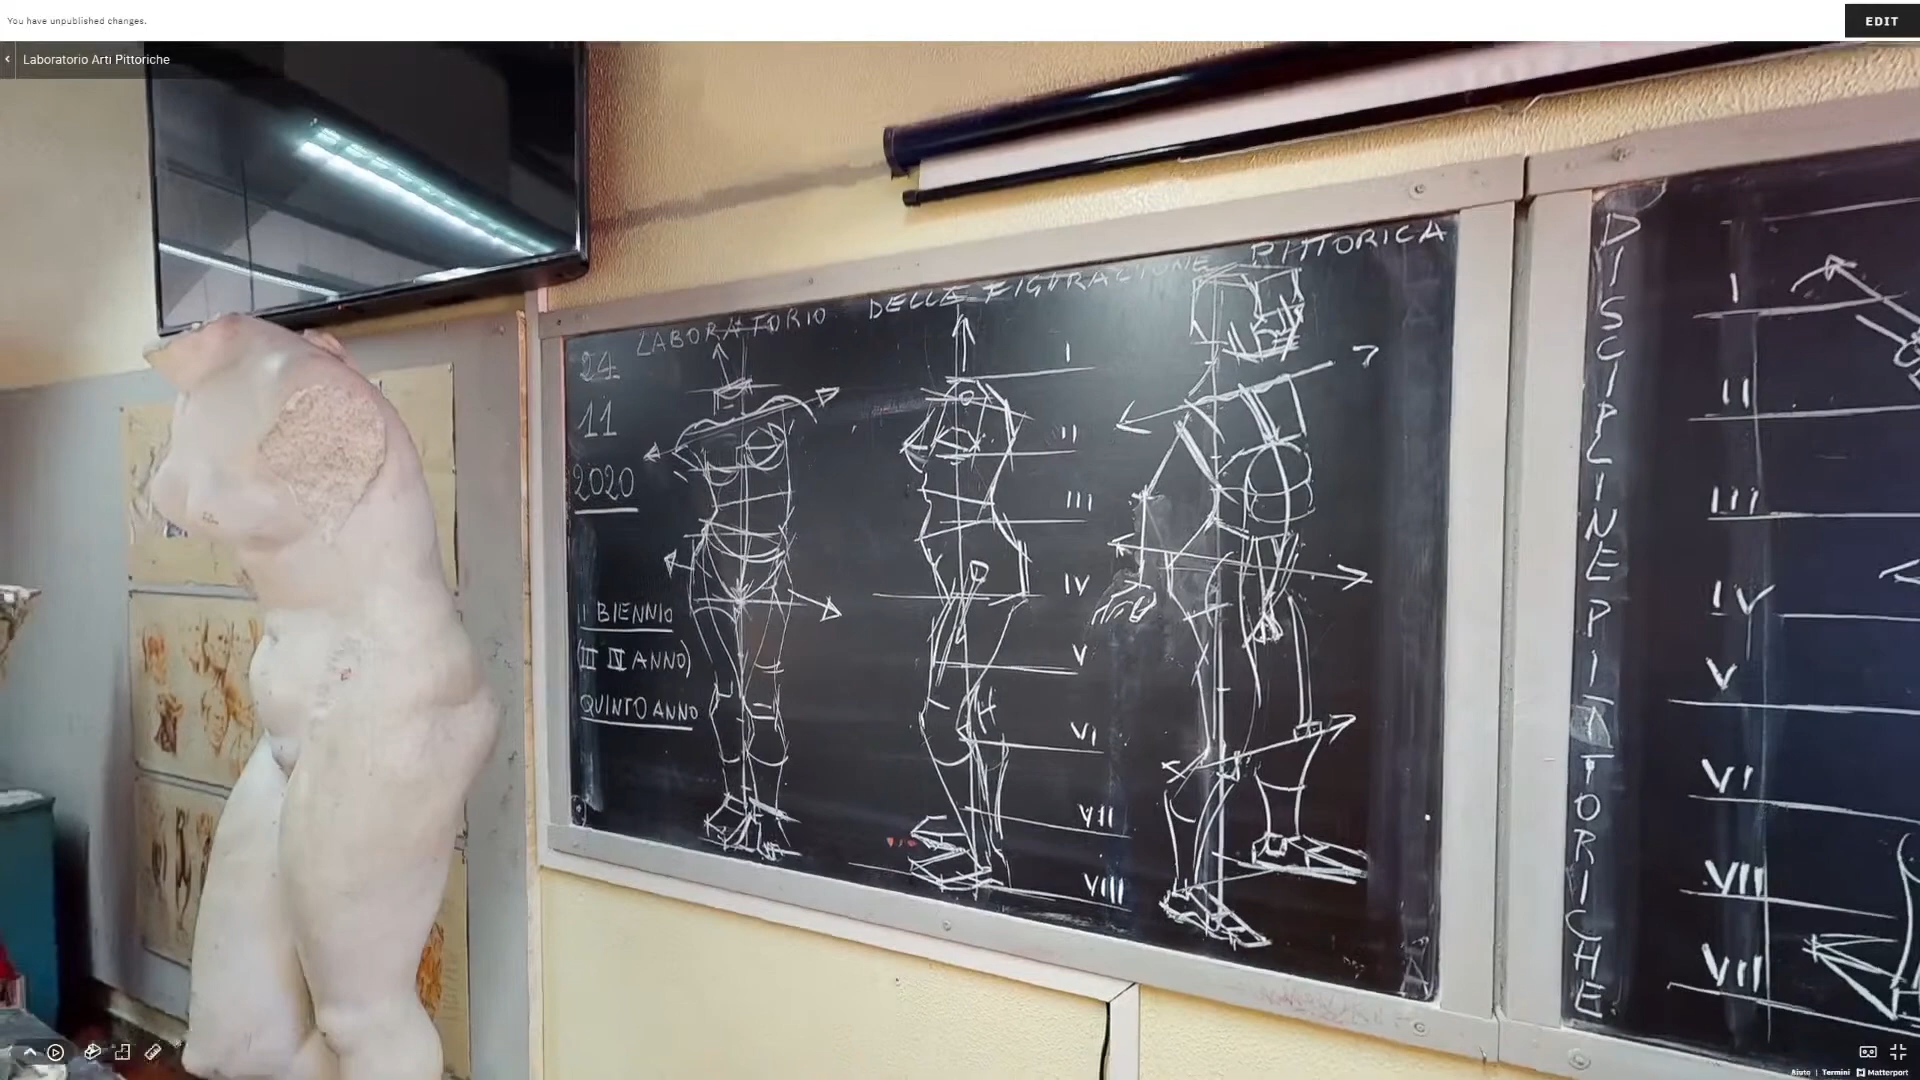 You have unpublished changes.
EDIT
Laboratorio Arti Pittoriche
LABORATORIO DELLA FIGURAZIONE PITTORICA
24
11
2020
II BIENNIO
(III IV ANNO)
QUINTO ANNO
I
II
III
IV
V
VI
VII
VIII
DISCIPLINE PITTORICHE
I
II
III
IV
V
VI
VII
VII
Aiuto | Termini Matterport